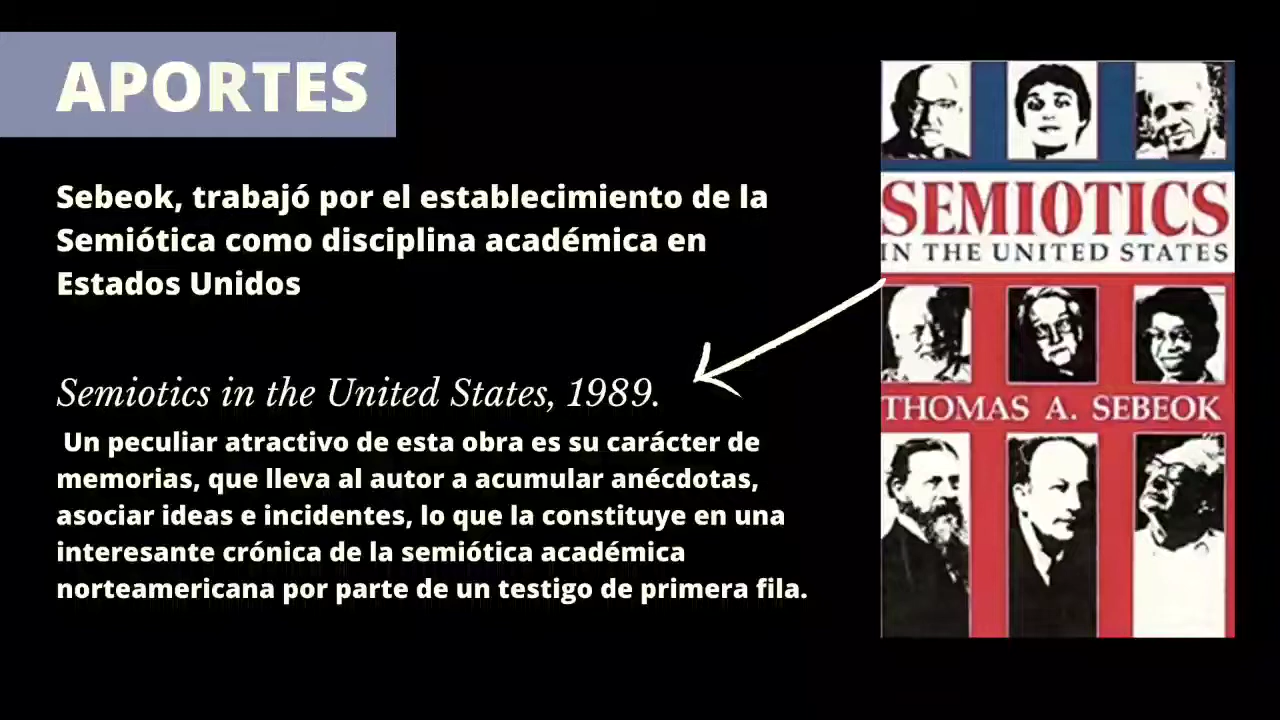 APORTES
Sebeok, trabajó por el establecimiento de la
Semiótica como disciplina académica en
Estados Unidos
Semiotics in the United States, 1989.
Un peculiar atractivo de esta obra es su carácter de
memorias, que lleva al autor a acumular anécdotas,
asociar ideas e incidentes, lo que la constituye en una
interesante crónica de la semiótica académica
norteamericana por parte de un testigo de primera fila.
SEMIOTICS
IN THE UNITED STATES
THOMAS A. SEBEOK